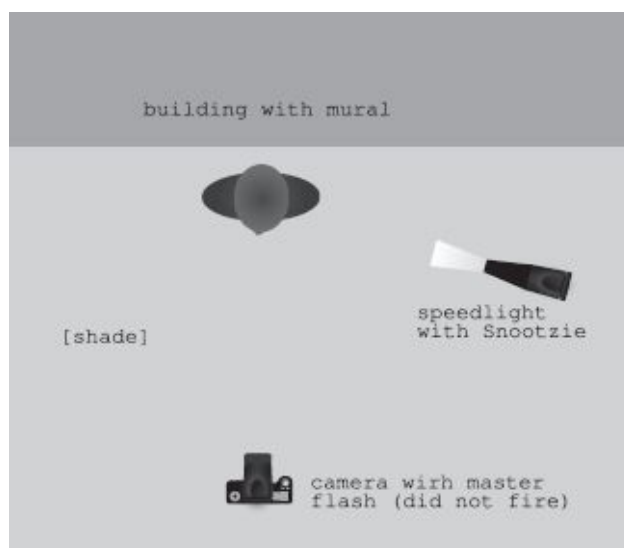 building with mural
speedlight
with Snootzie
[shade]
camera wirh master
flash (did not fire)